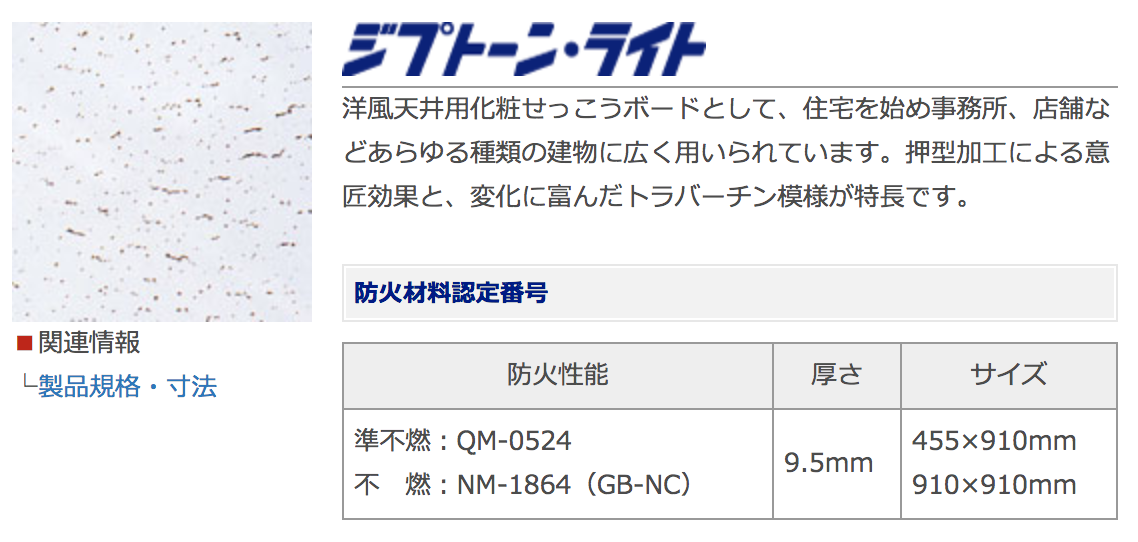 ジプトーン・ライト
洋風天井用化粧せっこうボードとして、住宅を始め事務所、店舗な
どあらゆる種類の建物に広く用いられています。押型加工による意
匠効果と、変化に富んだトラバーチン模様が特長です。
防火材料認定番号
■関連情報
└製品規格・寸法
防火性能 厚さ サイズ
準不燃：QM-0524
不　燃：NM-1864（GB-NC）
9.5mm
455×910mm
910×910mm